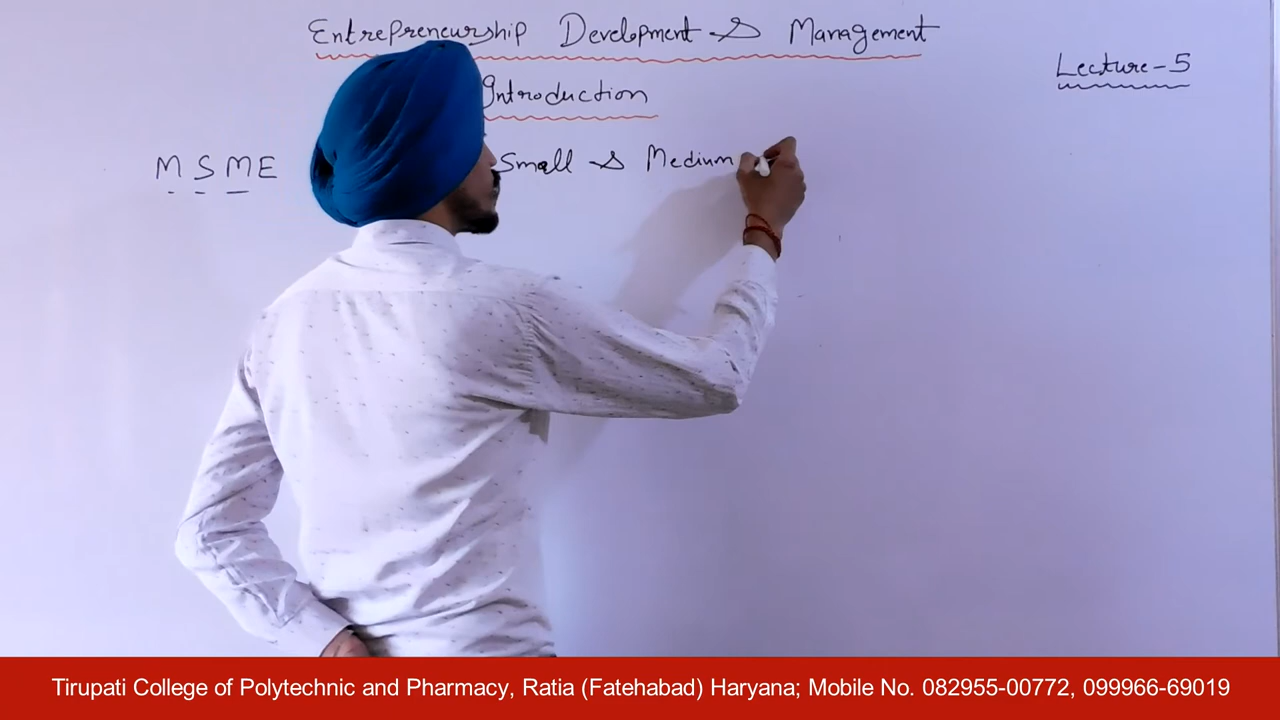 Entrepreneurship Development & Management
Lecture-5
Introduction
MSME Small & Medium
Tirupati College of Polytechnic and Pharmacy, Ratia (Fatehabad) Haryana; Mobile No. 082955-00772, 099966-69019